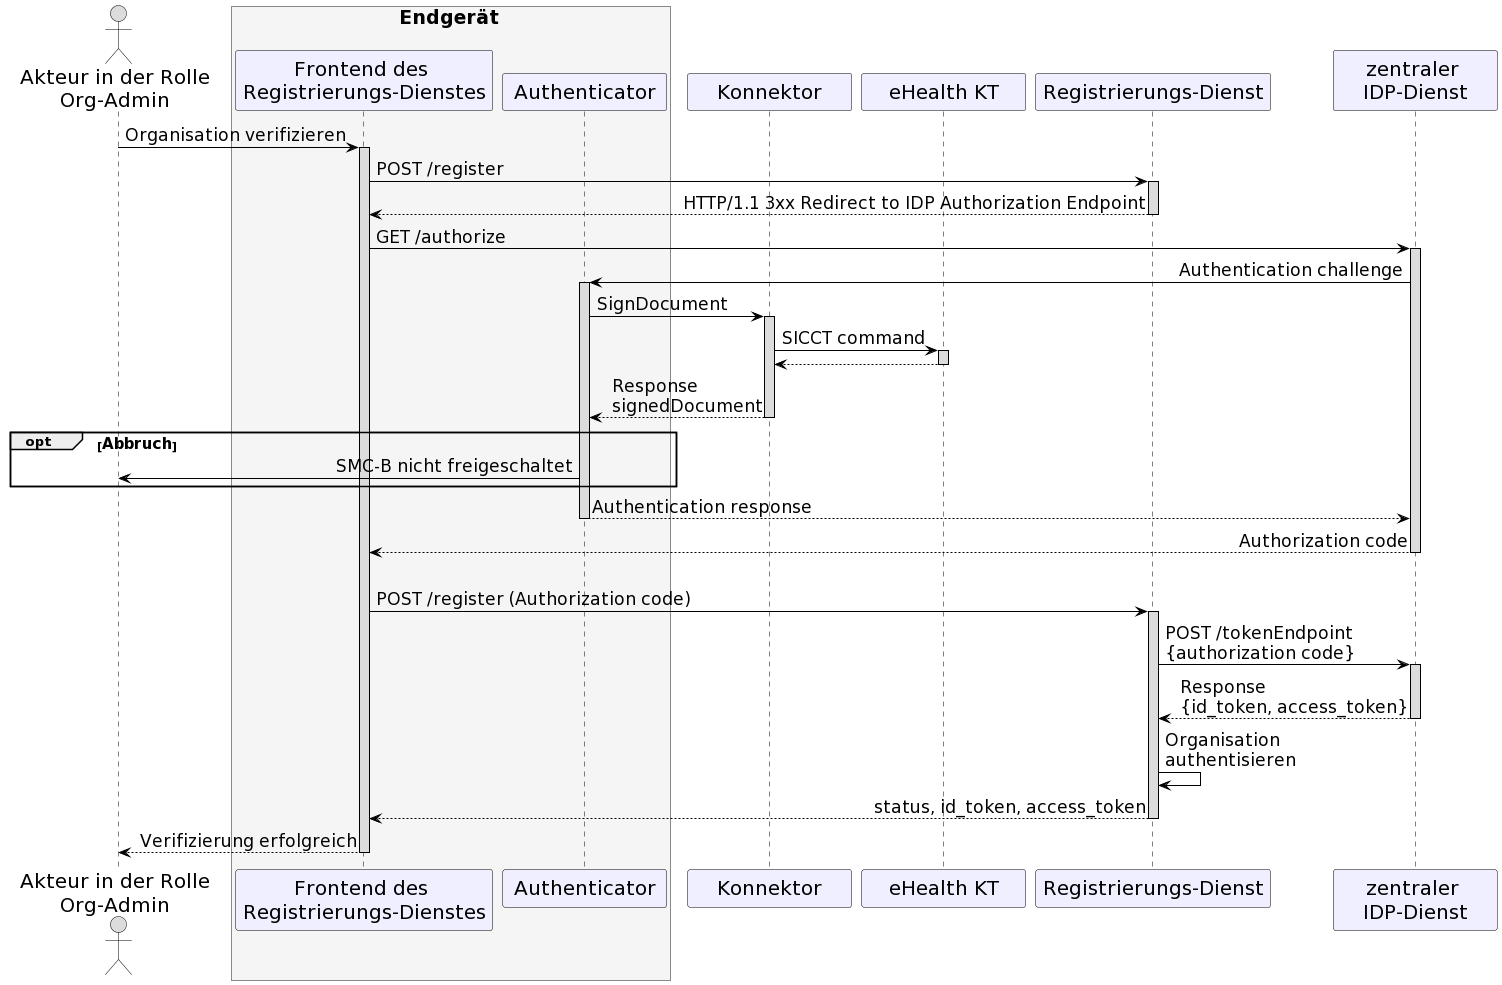 Endgerät
Akteur in der Rolle
Org-Admin
Frontend des
Registrierungs-Dienstes
Authenticator
Konnektor
eHealth KT
Registrierungs-Dienst
zentraler
IDP-Dienst
Organisation verifizieren
POST /register
HTTP/1.1 3xx Redirect to IDP Authorization Endpoint
GET /authorize
Authentication challenge
SignDocument
SICCT command
Response
signedDocument
opt [Abbruch]
SMC-B nicht freigeschaltet
Authentication response
Authorization code
POST /register (Authorization code)
POST /tokenEndpoint
{authorization code}
Response
{id_token, access_token}
Organisation
authentisieren
status, id_token, access_token
Verifizierung erfolgreich
Akteur in der Rolle
Org-Admin
Frontend des
Registrierungs-Dienstes
Authenticator
Konnektor
eHealth KT
Registrierungs-Dienst
zentraler
IDP-Dienst